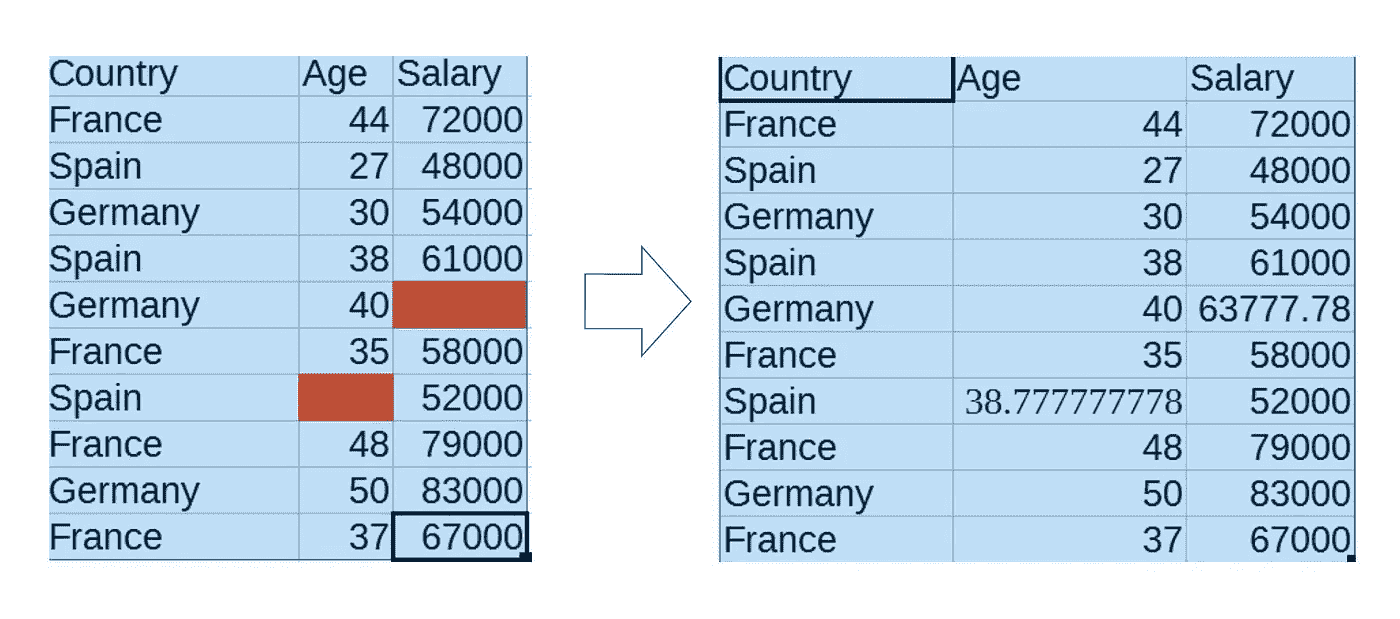 Country Age Salary
France 44 72000
Spain 27 48000
Germany 30 54000
Spain 38 61000
Germany 40
France 35 58000
Spain 52000
France 48 79000
Germany 50 83000
France 37 67000
Country Age Salary
France 44 72000
Spain 27 48000
Germany 30 54000
Spain 38 61000
Germany 40 63777.78
France 35 58000
Spain 38.777777778 52000
France 48 79000
Germany 50 83000
France 37 67000